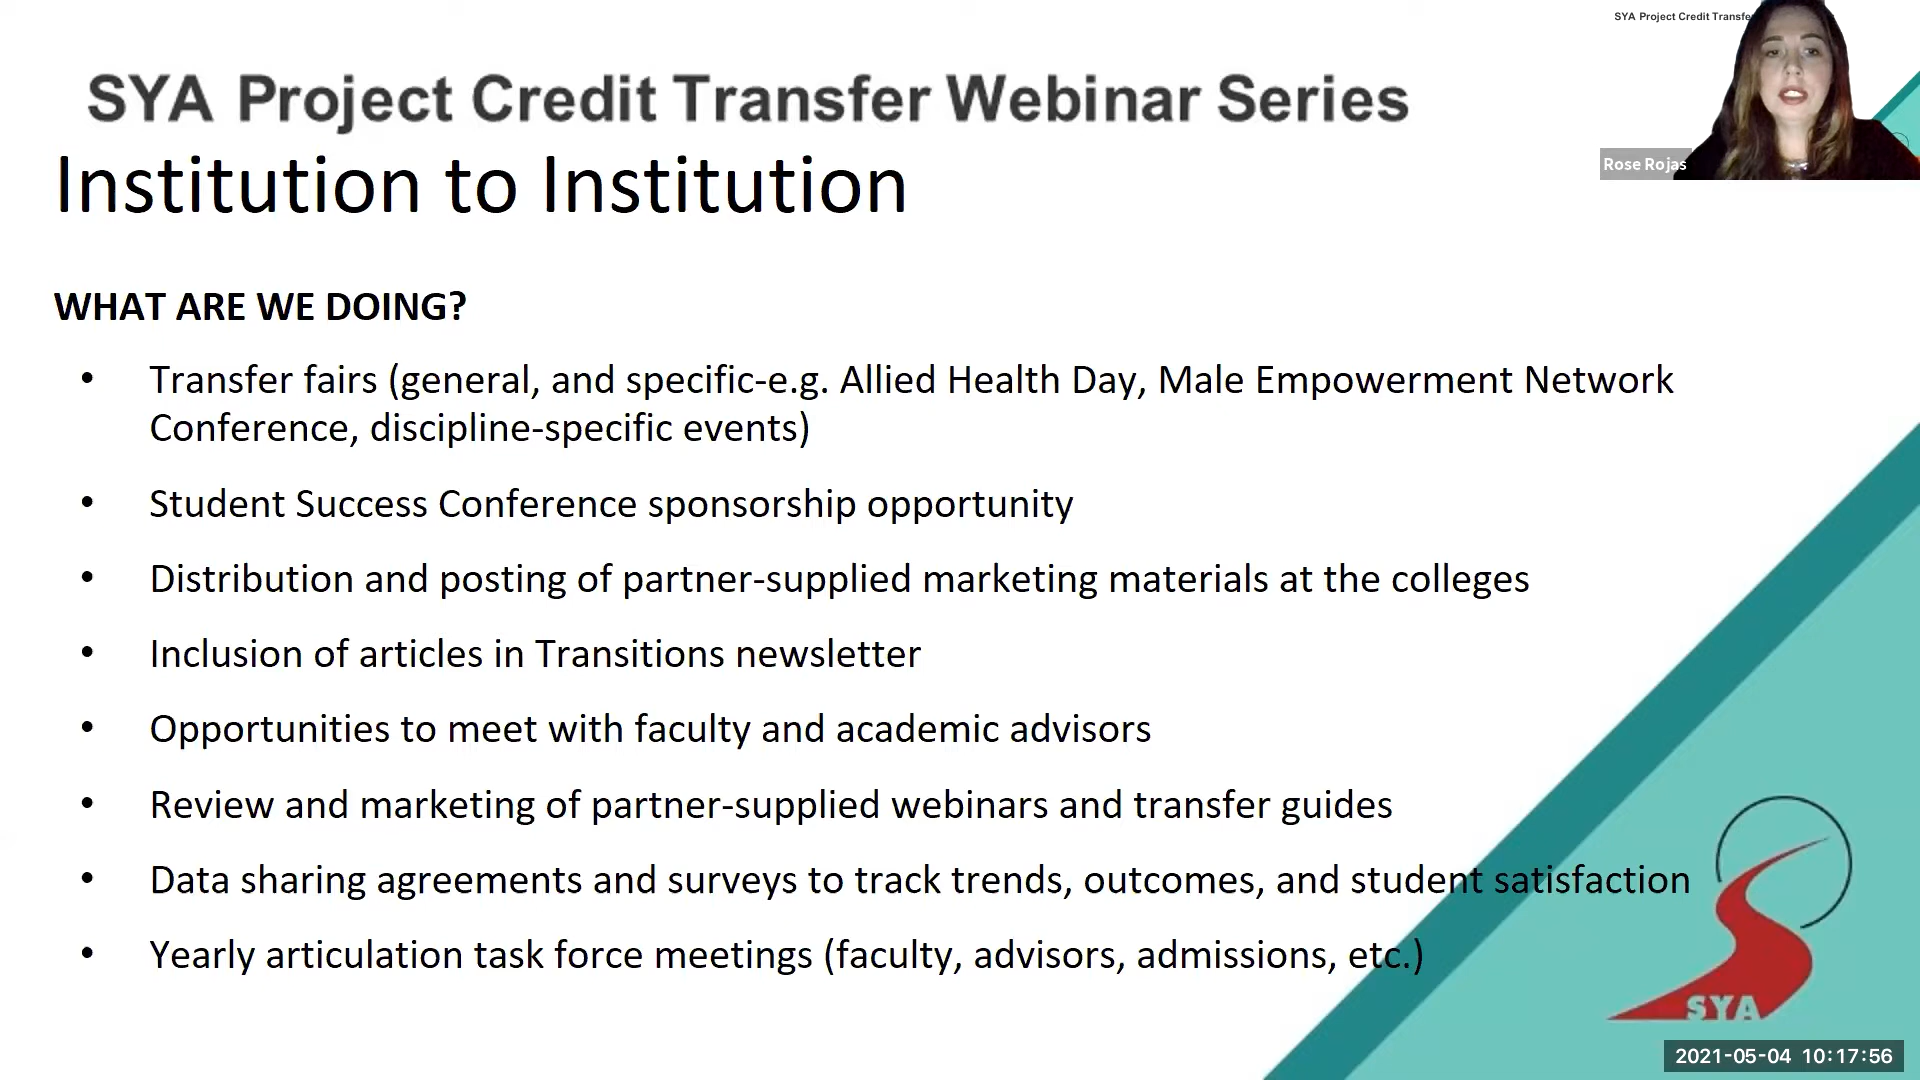 SYA Project Credit Transfe
SYA Project Credit Transfer Webinar Series
Rose Rojas
Institution to Institution
WHAT ARE WE DOING?
• Transfer fairs (general, and specific-e.g. Allied Health Day, Male Empowerment Network
Conference, discipline-specific events)
• Student Success Conference sponsorship opportunity
• Distribution and posting of partner-supplied marketing materials at the colleges
• Inclusion of articles in Transitions newsletter
• Opportunities to meet with faculty and academic advisors
• Review and marketing of partner-supplied webinars and transfer guides
• Data sharing agreements and surveys to track trends, outcomes, and student satisfaction
• Yearly articulation task force meetings (faculty, advisors, admissions, etc.)
SYA
2021-05-04 10:17:56